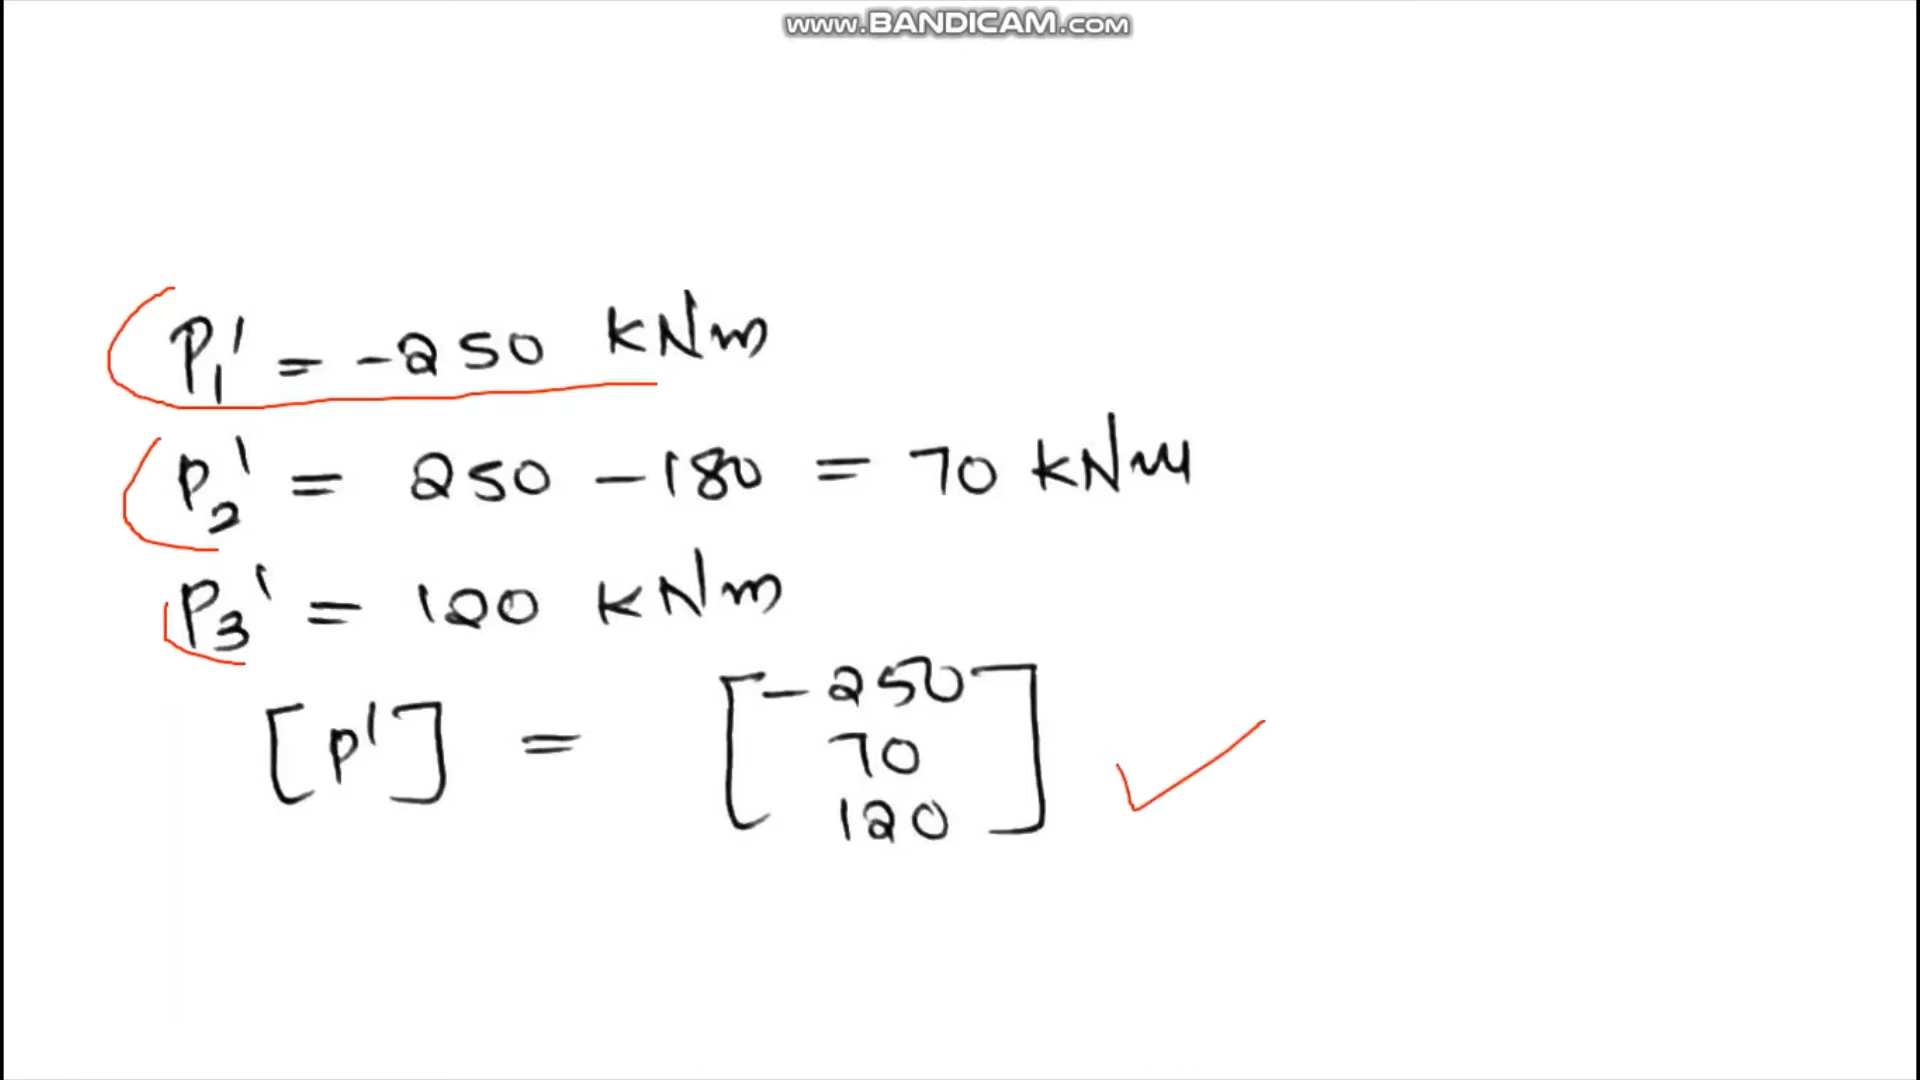 www.BANDICAM.com
P₁' = -250 kNm
P₂' = 250 - 180 = 70 kNm
P₃' = 120 kNm
[P'] = [-250
70
120]